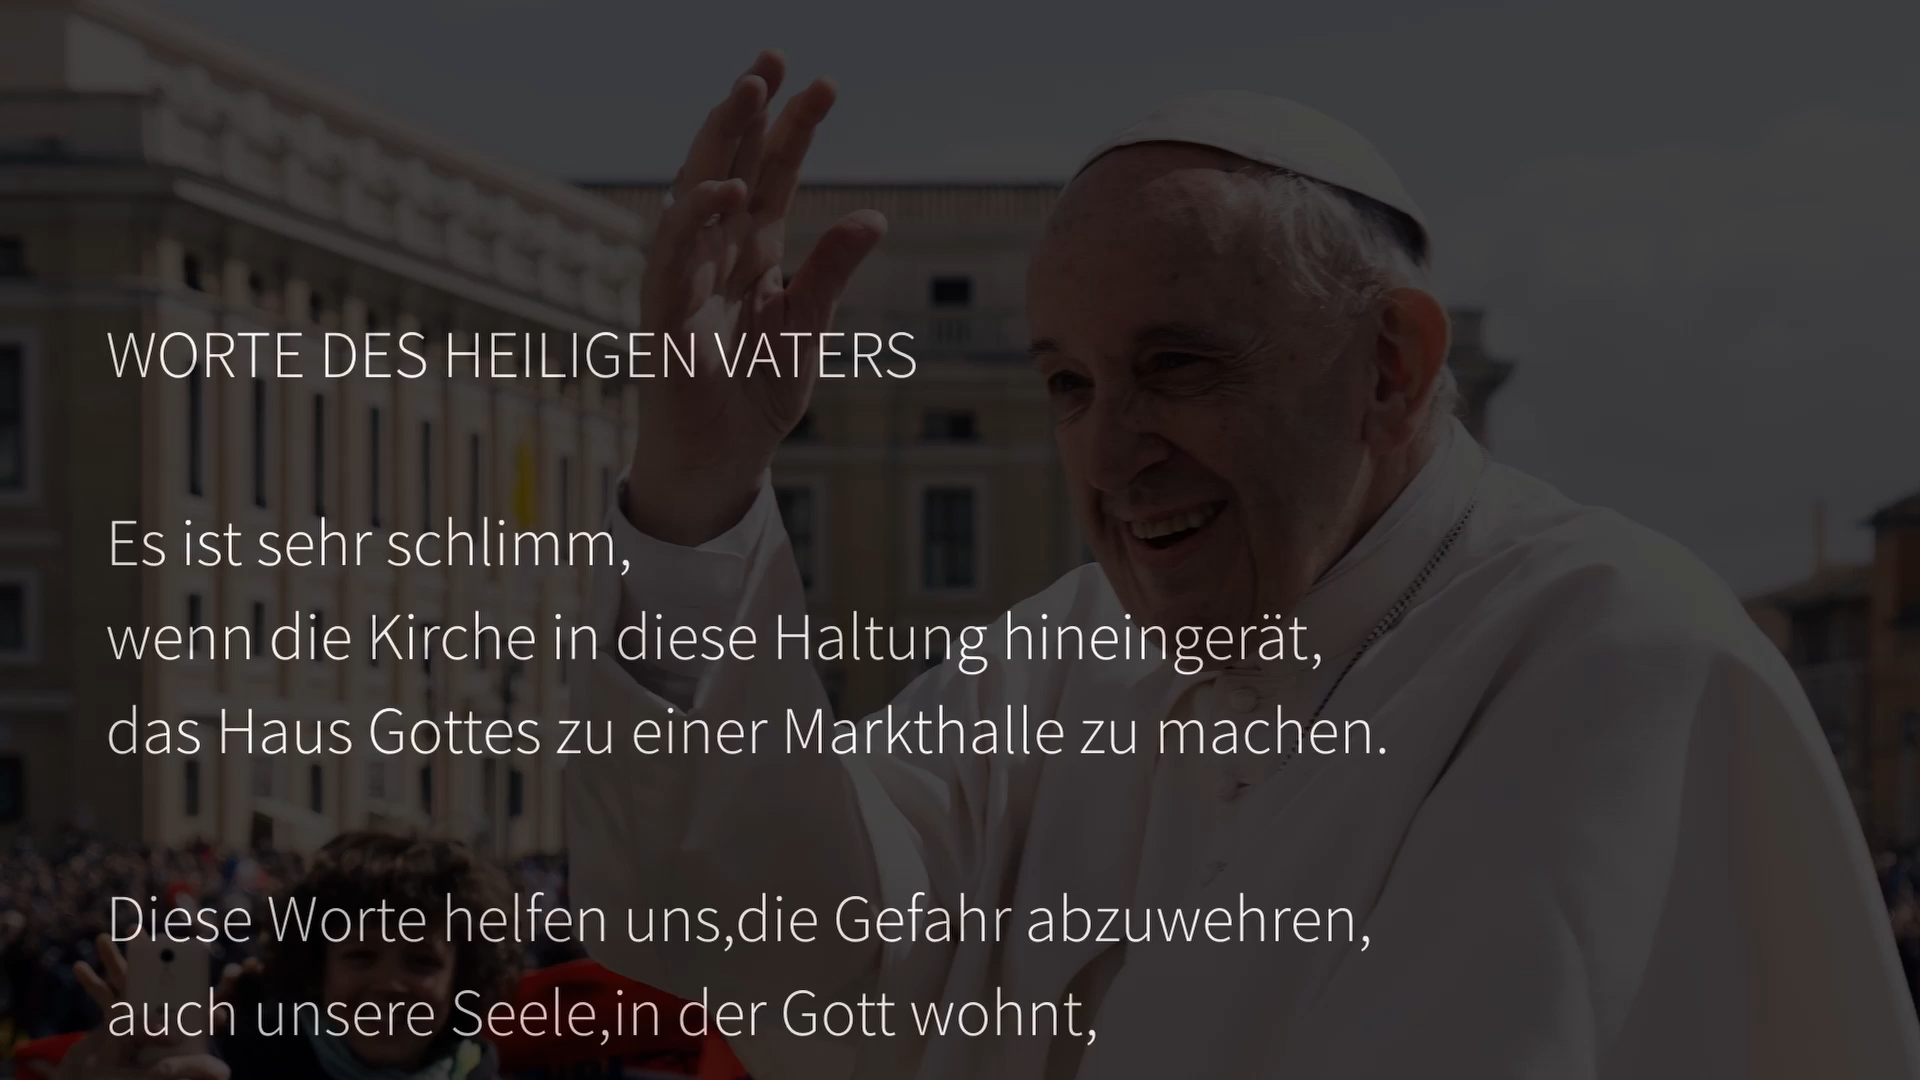 WORTE DES HEILIGEN VATERS
Es ist sehr schlimm,
wenn die Kirche in diese Haltung hineingerät,
das Haus Gottes zu einer Markthalle zu machen.
Diese Worte helfen uns,die Gefahr abzuwehren,
auch unsere Seele,in der Gott wohnt,